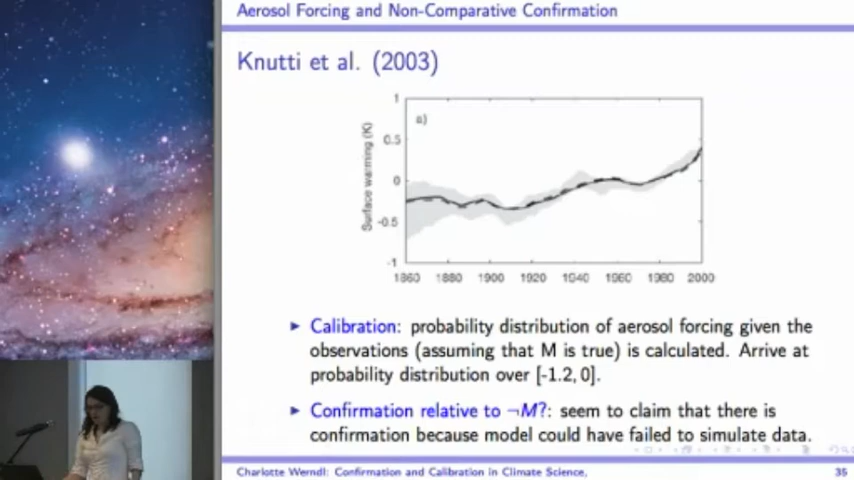 Aerosol Forcing and Non-Comparative Confirmation
Knutti et al. (2003)
1
a)
0.5
0
-0.5
-1
Surface warming (K)
1860 1880 1900 1920 1940 1960 1980 2000
▶ Calibration: probability distribution of aerosol forcing given the
observations (assuming that M is true) is calculated. Arrive at
probability distribution over [-1.2, 0].
▶ Confirmation relative to ¬M?: seem to claim that there is
confirmation because model could have failed to simulate data.
Charlotte Werndl: Confirmation and Calibration in Climate Science, 35